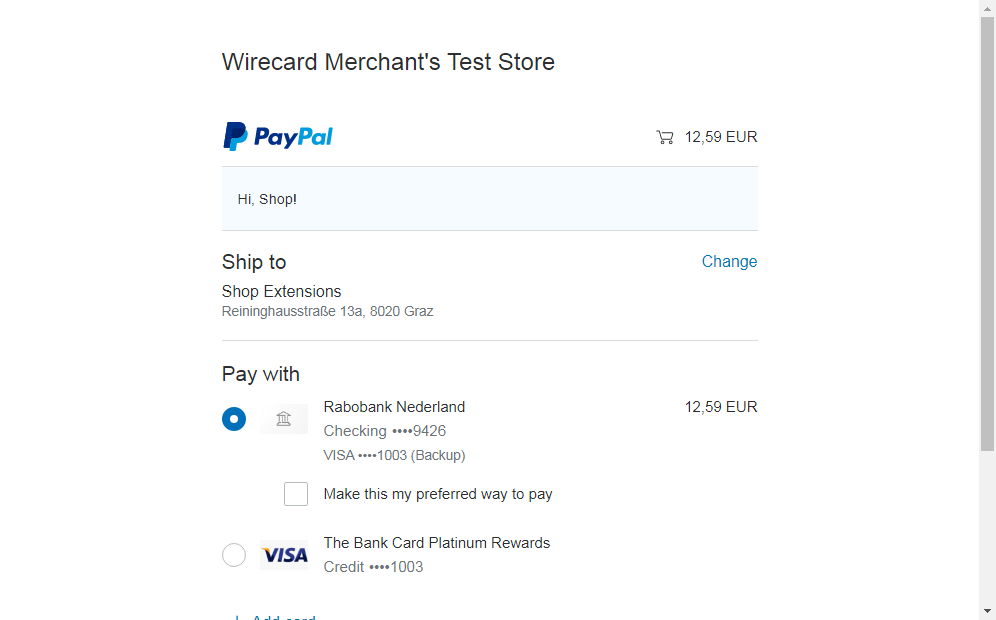 Wirecard Merchant's Test Store
PayPal
12,59 EUR
Hi, Shop!
Ship to
Change
Shop Extensions
Reininghausstraße 13a, 8020 Graz
Pay with
Rabobank Nederland
12,59 EUR
Checking ••••9426
VISA ••••1003 (Backup)
Make this my preferred way to pay
VISA
The Bank Card Platinum Rewards
Credit ••••1003
+ Add card